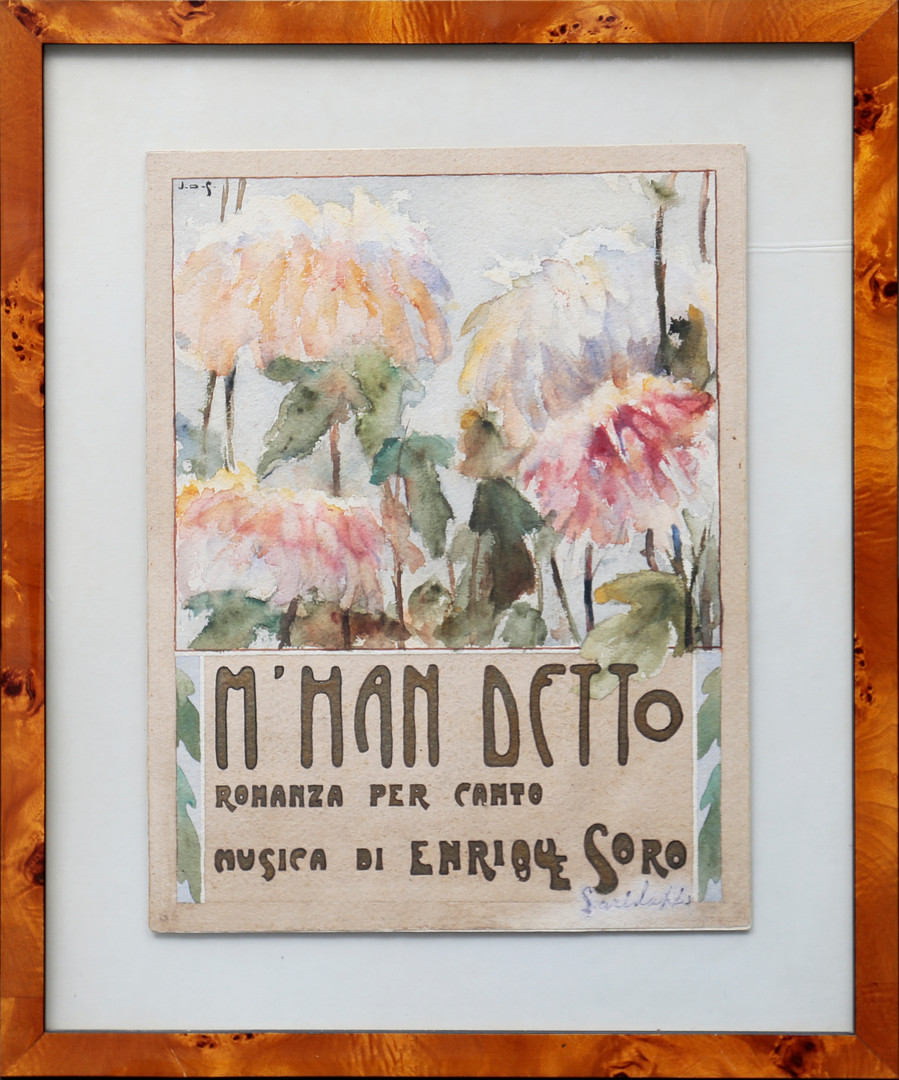 J-D-G-
M'HAN DETTO
ROMANZA PER CANTO
MUSICA DI ENRIQUE SORO